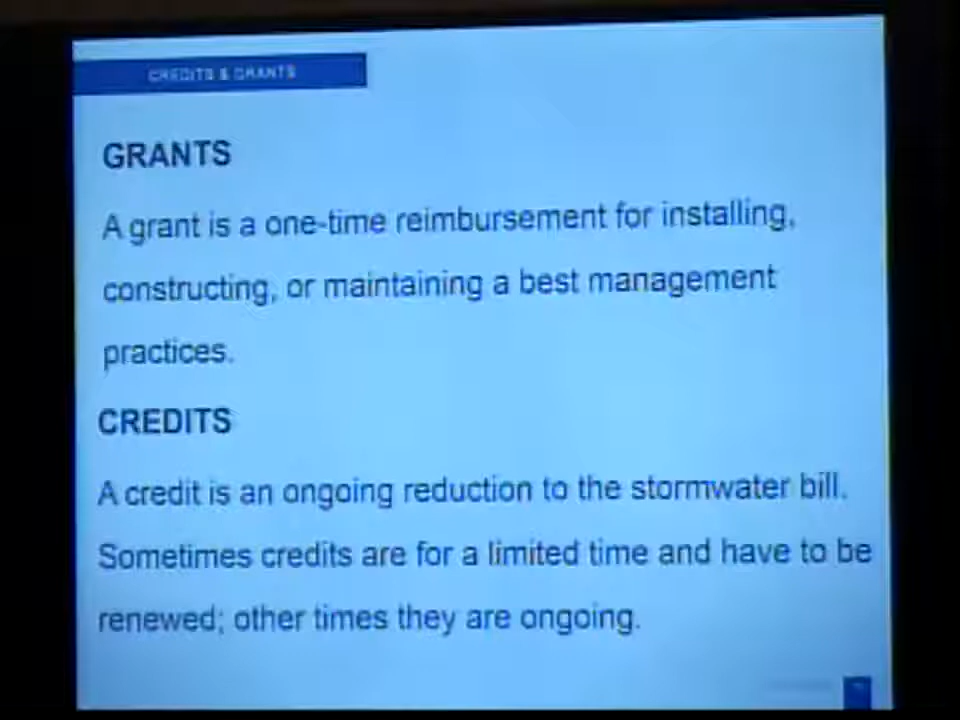 CREDITS & GRANTS
GRANTS
A grant is a one-time reimbursement for installing,
constructing, or maintaining a best management
practices.
CREDITS
A credit is an ongoing reduction to the stormwater bill.
Sometimes credits are for a limited time and have to be
renewed; other times they are ongoing.